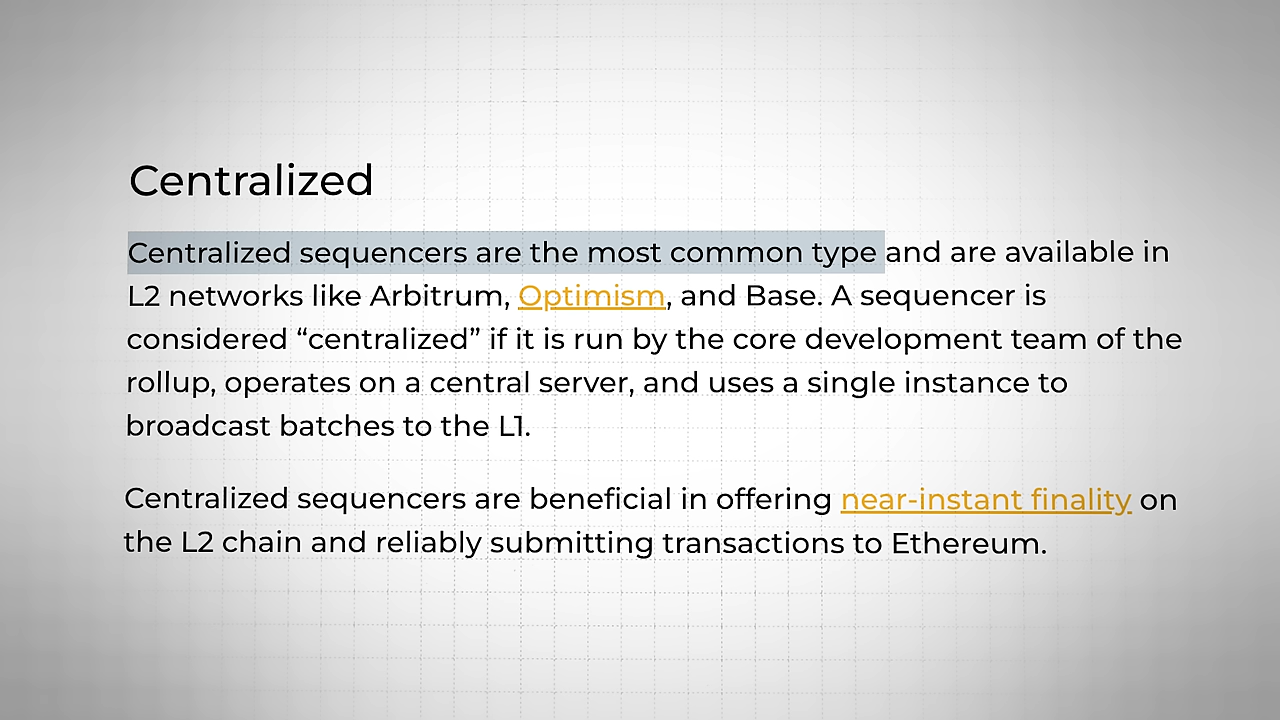 Centralized
Centralized sequencers are the most common type and are available in
L2 networks like Arbitrum, Optimism, and Base. A sequencer is
considered “centralized” if it is run by the core development team of the
rollup, operates on a central server, and uses a single instance to
broadcast batches to the L1.
Centralized sequencers are beneficial in offering near-instant finality on
the L2 chain and reliably submitting transactions to Ethereum.